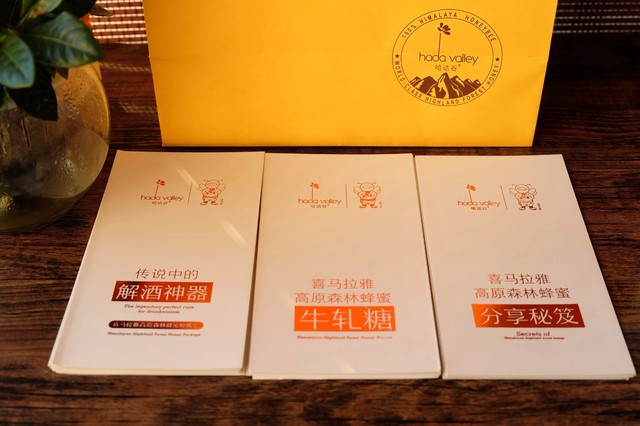 100% HIMALAYA HONEYBEE
hada valley
哈达谷
WORLD-CLASS HIGHLAND FOREST HONEY
hada valley
哈达谷
传说中的
解酒神器
The legendary perfect cure
for drunkenness
hada valley
哈达谷
喜马拉雅
高原森林蜂蜜
牛轧糖
hada valley
哈达谷
喜马拉雅
高原森林蜂蜜
分享秘笈
Secrets of